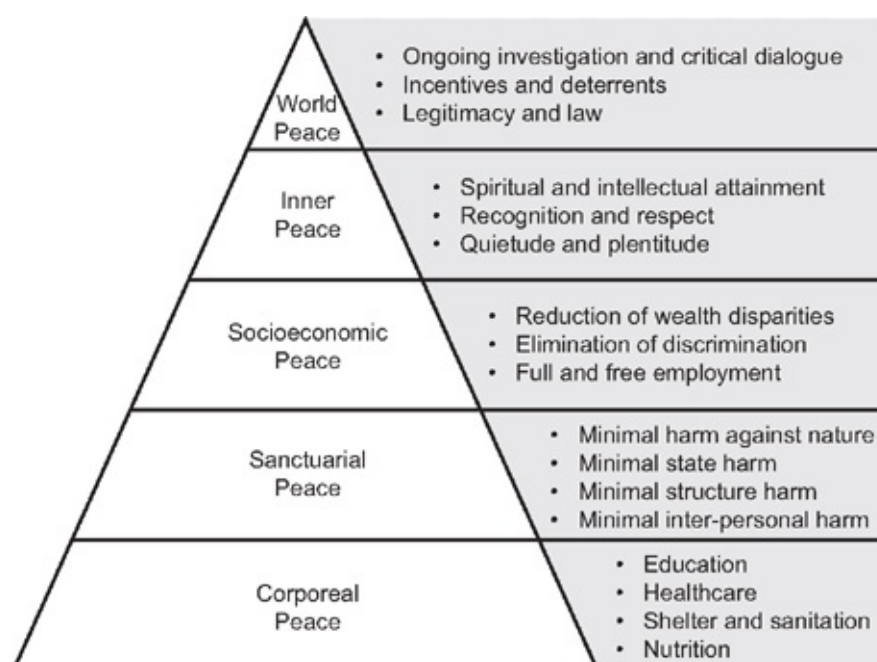 World
Peace
• Ongoing investigation and critical dialogue
• Incentives and deterrents
• Legitimacy and law
Inner
Peace
• Spiritual and intellectual attainment
• Recognition and respect
• Quietude and plentitude
Socioeconomic
Peace
• Reduction of wealth disparities
• Elimination of discrimination
• Full and free employment
Sanctuarial
Peace
• Minimal harm against nature
• Minimal state harm
• Minimal structure harm
• Minimal inter-personal harm
Corporeal
Peace
• Education
• Healthcare
• Shelter and sanitation
• Nutrition